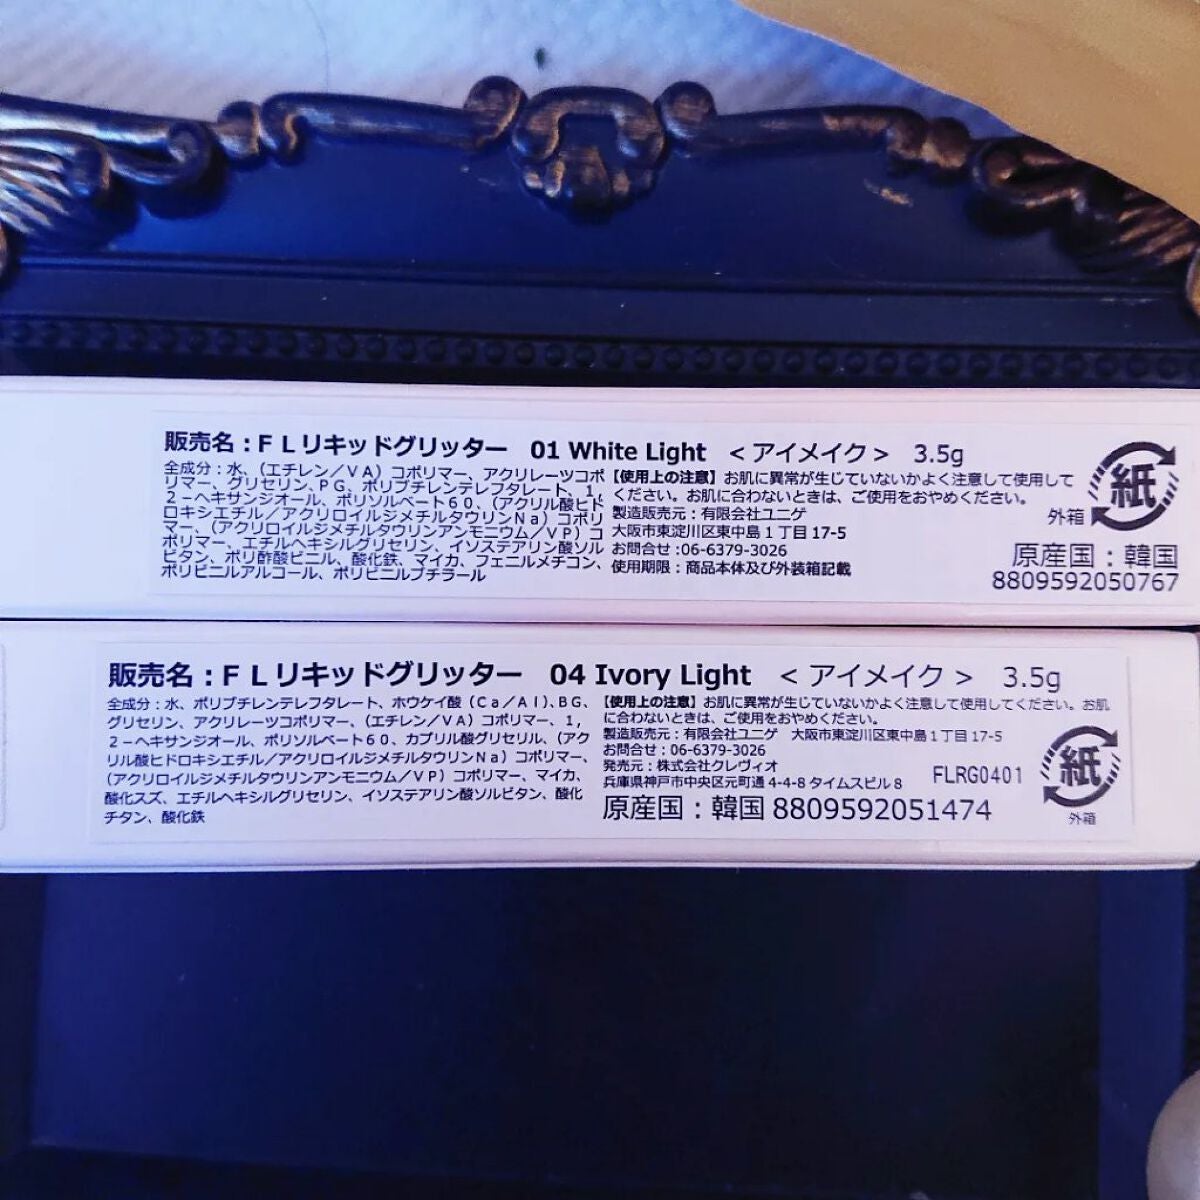 販売名：ＦＬリキッドグリッター 01 White Light ＜アイメイク＞ 3.5g
全成分：水、（エチレン／ＶＡ）コポリマー、アクリレーツコポ
リマー、グリセリン、ＰＧ、ポリブチレンテレフタレート、１，
２－ヘキサンジオール、ポリソルベート６０、（アクリル酸ヒド
ロキシエチル／アクリロイルジメチルタウリンＮａ）コポリ
マー、（アクリロイルジメチルタウリンアンモニウム／ＶＰ）コ
ポリマー、エチルヘキシルグリセリン、イソステアリン酸ソル
ビタン、ポリ酢酸ビニル、酸化鉄、マイカ、フェニルメチコン、
ポリビニルアルコール、ポリビニルブチラール
【使用上の注意】お肌に異常が生じていないかよく注意して使用して
ください。お肌に合わないときは、ご使用をおやめください。
製造販売元：有限会社ユニゲ
大阪市東淀川区東中島１丁目17-5
お問合せ：06-6379-3026
使用期限：商品本体及び外装箱記載
紙
外箱
原産国：韓国
8809592050767
販売名：ＦＬリキッドグリッター 04 Ivory Light ＜アイメイク＞ 3.5g
全成分：水、ポリブチレンテレフタレート、ホウケイ酸（Ｃａ／Ａｌ）、ＢＧ、
グリセリン、アクリレーツコポリマー、（エチレン／ＶＡ）コポリマー、１，
２－ヘキサンジオール、ポリソルベート６０、カプリル酸グリセリル、（アク
リル酸ヒドロキシエチル／アクリロイルジメチルタウリンＮａ）コポリマー、
（アクリロイルジメチルタウリンアンモニウム／ＶＰ）コポリマー、マイカ、
酸化スズ、エチルヘキシルグリセリン、イソステアリン酸ソルビタン、酸化
チタン、酸化鉄
【使用上の注意】お肌に異常が生じていないかよく注意して使用してください。お肌
に合わないときは、ご使用をおやめください。
製造販売元：有限会社ユニゲ 大阪市東淀川区東中島１丁目17-5
お問合せ：06-6379-3026
発売元：株式会社クレヴィオ
兵庫県神戸市中央区元町通4-4-8タイムスビル８
FLRG0401
原産国：韓国 8809592051474
紙
外箱